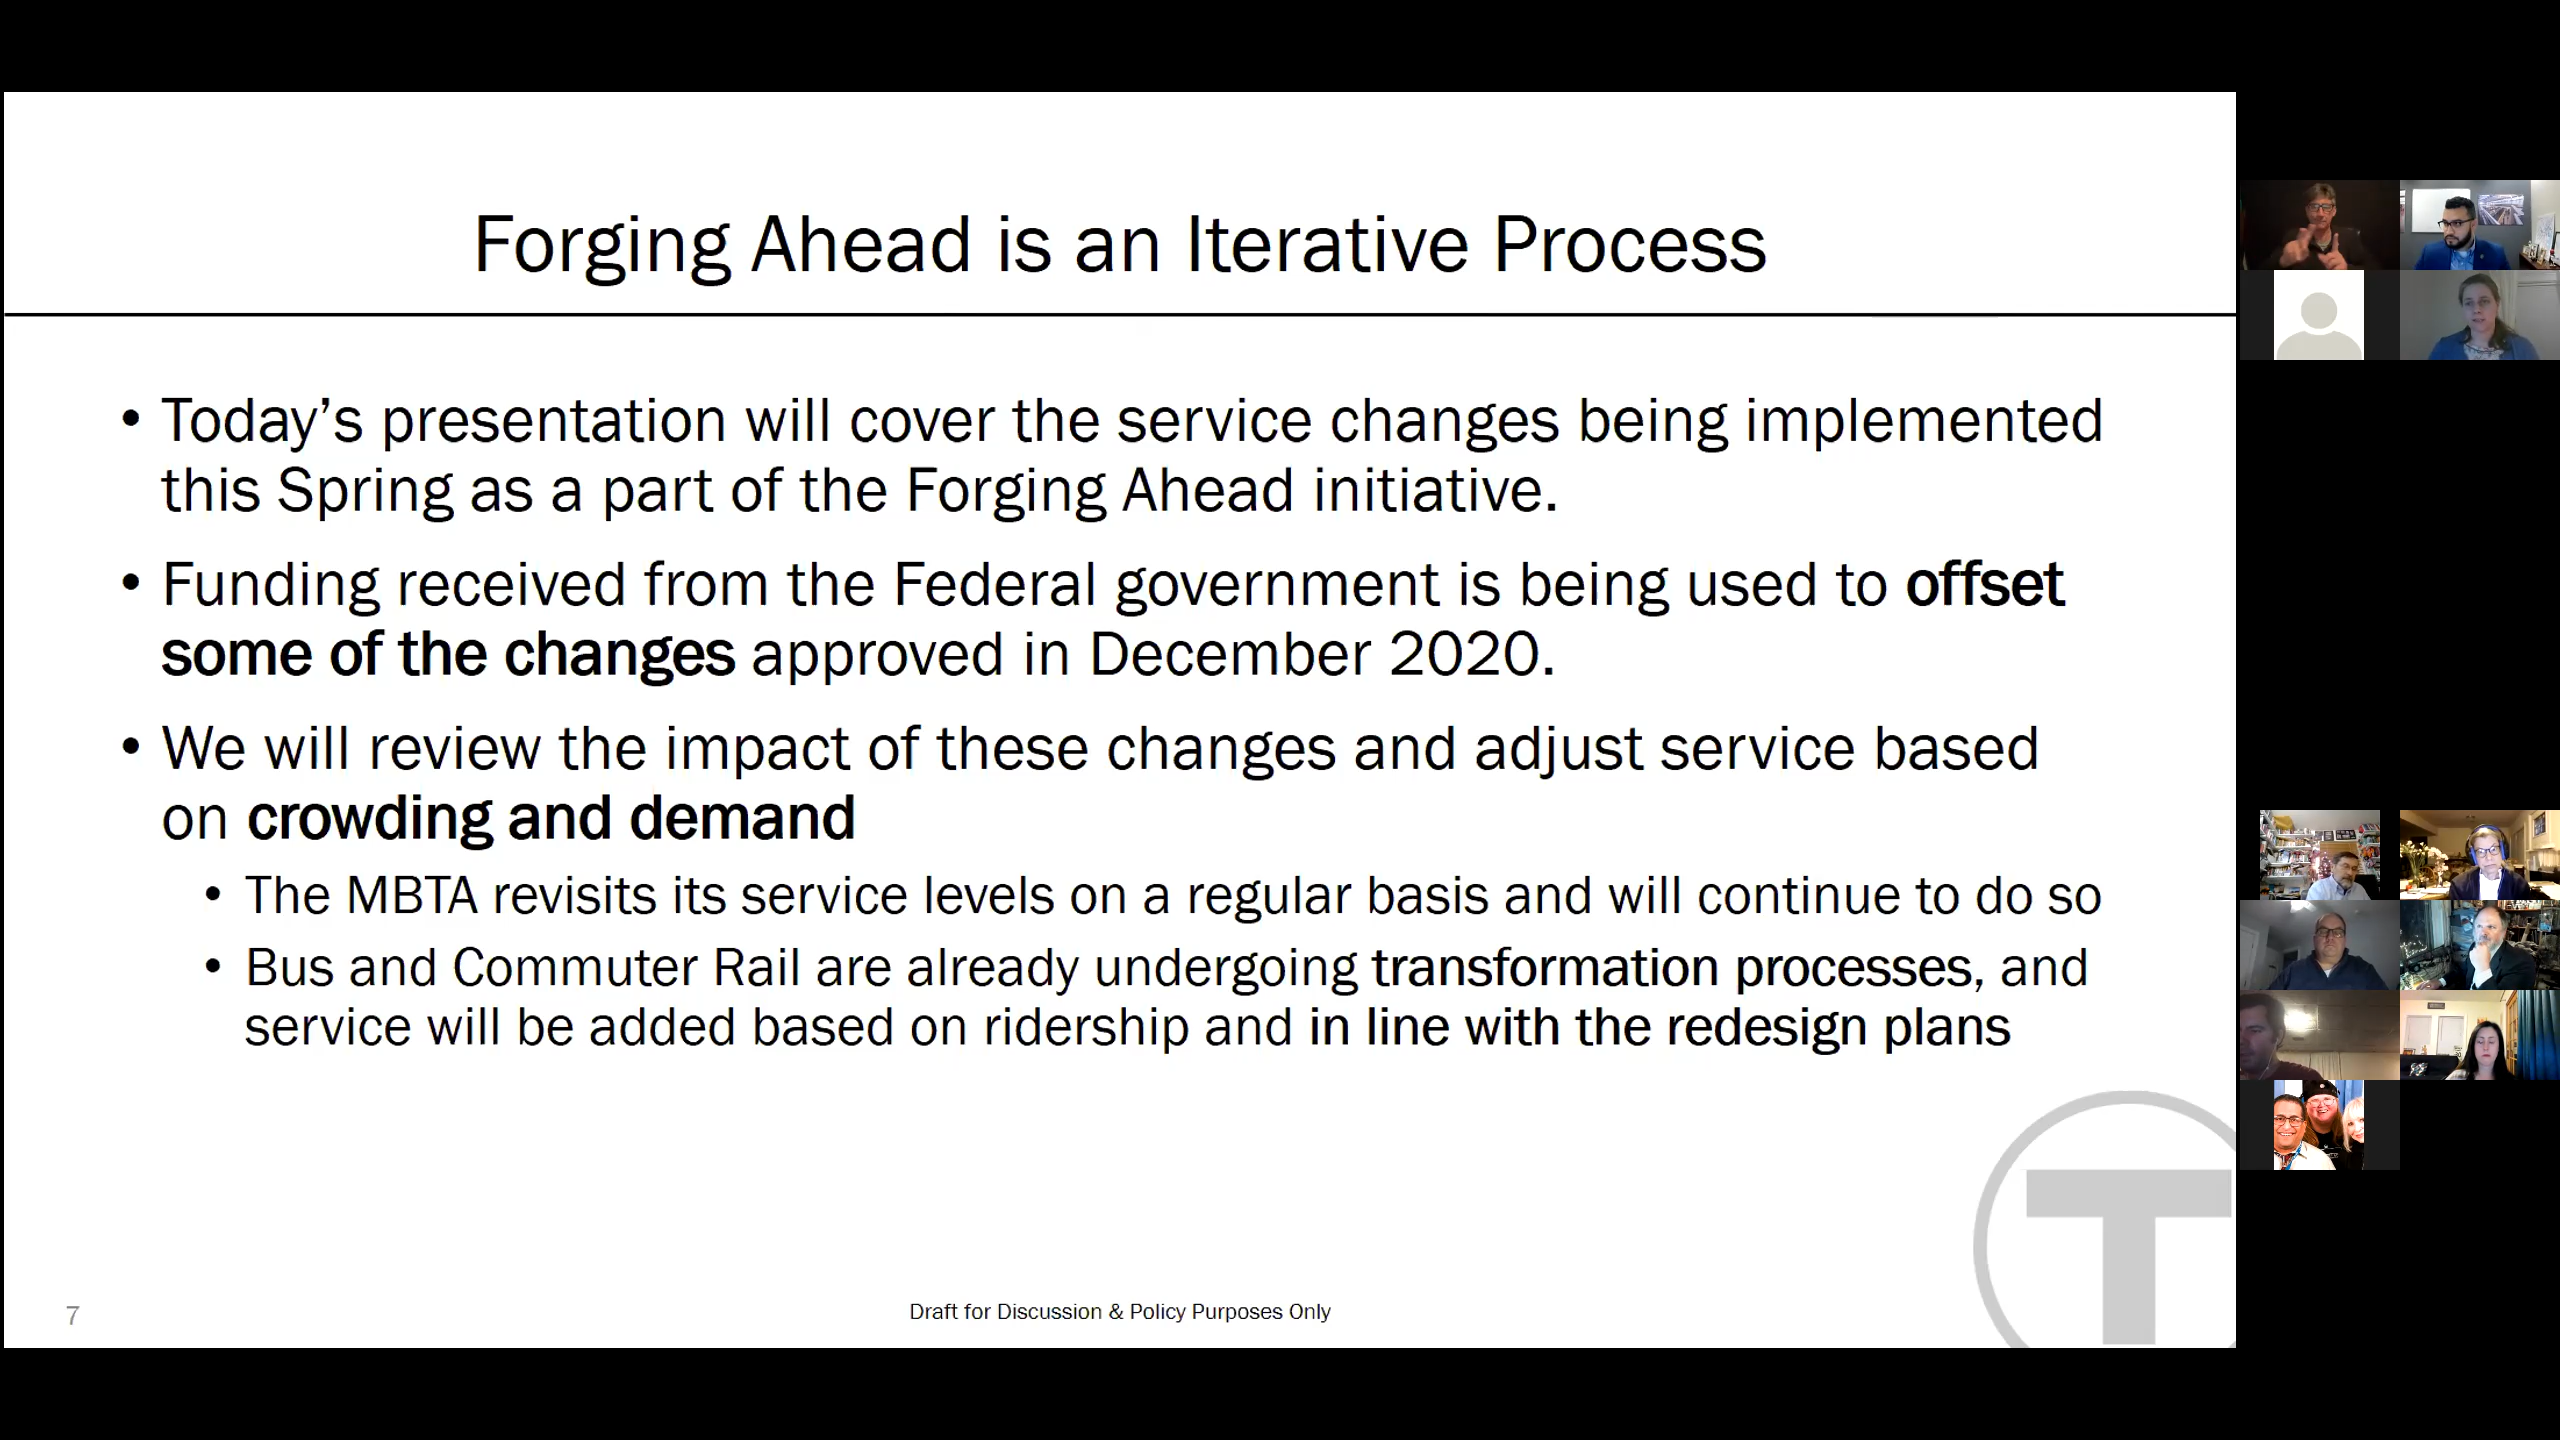 Forging Ahead is an Iterative Process
• Today’s presentation will cover the service changes being implemented
this Spring as a part of the Forging Ahead initiative.
• Funding received from the Federal government is being used to offset
some of the changes approved in December 2020.
• We will review the impact of these changes and adjust service based
on crowding and demand
• The MBTA revisits its service levels on a regular basis and will continue to do so
• Bus and Commuter Rail are already undergoing transformation processes, and
service will be added based on ridership and in line with the redesign plans
T
7
Draft for Discussion & Policy Purposes Only